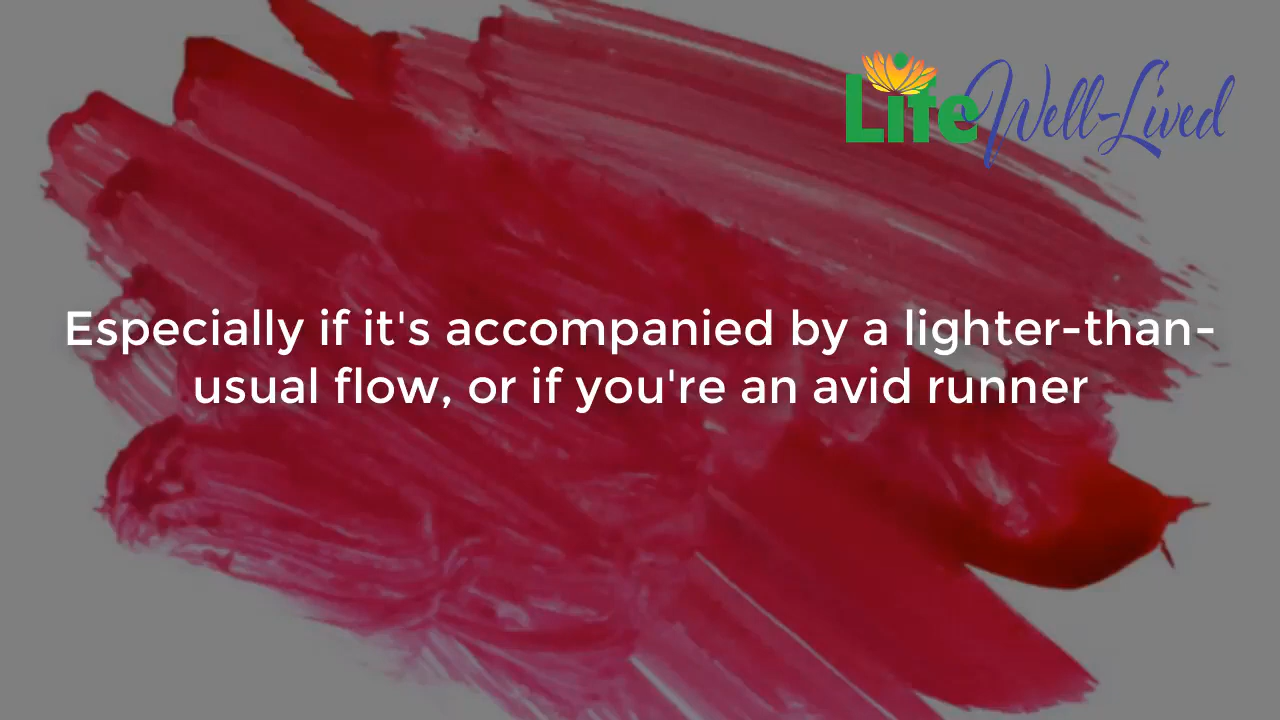 Life Well-Lived
Especially if it's accompanied by a lighter-than-
usual flow, or if you're an avid runner